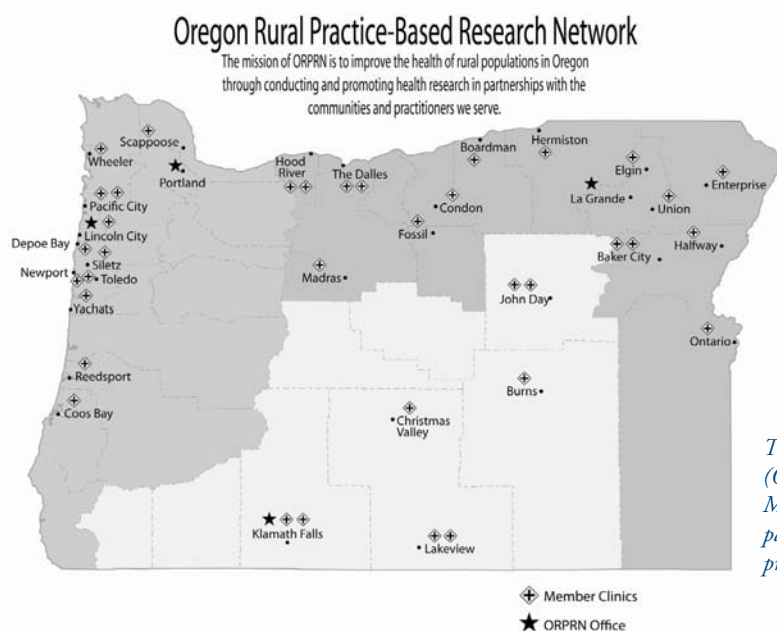 Oregon Rural Practice-Based Research Network
The mission of ORPRN is to improve the health of rural populations in Oregon
through conducting and promoting health research in partnerships with the
communities and practitioners we serve.
Scappoose
Wheeler
Portland
Hood
River
The Dalles
Boardman
Hermiston
Elgin
Enterprise
La Grande
Union
Pacific City
Condon
Lincoln City
Fossil
Depoe Bay
Halfway
Siletz
Baker City
Newport
Toledo
Madras
John Day
Yachats
Ontario
Reedsport
Burns
Coos Bay
Christmas
Valley
Klamath Falls
Lakeview
Member Clinics
ORPRN Office